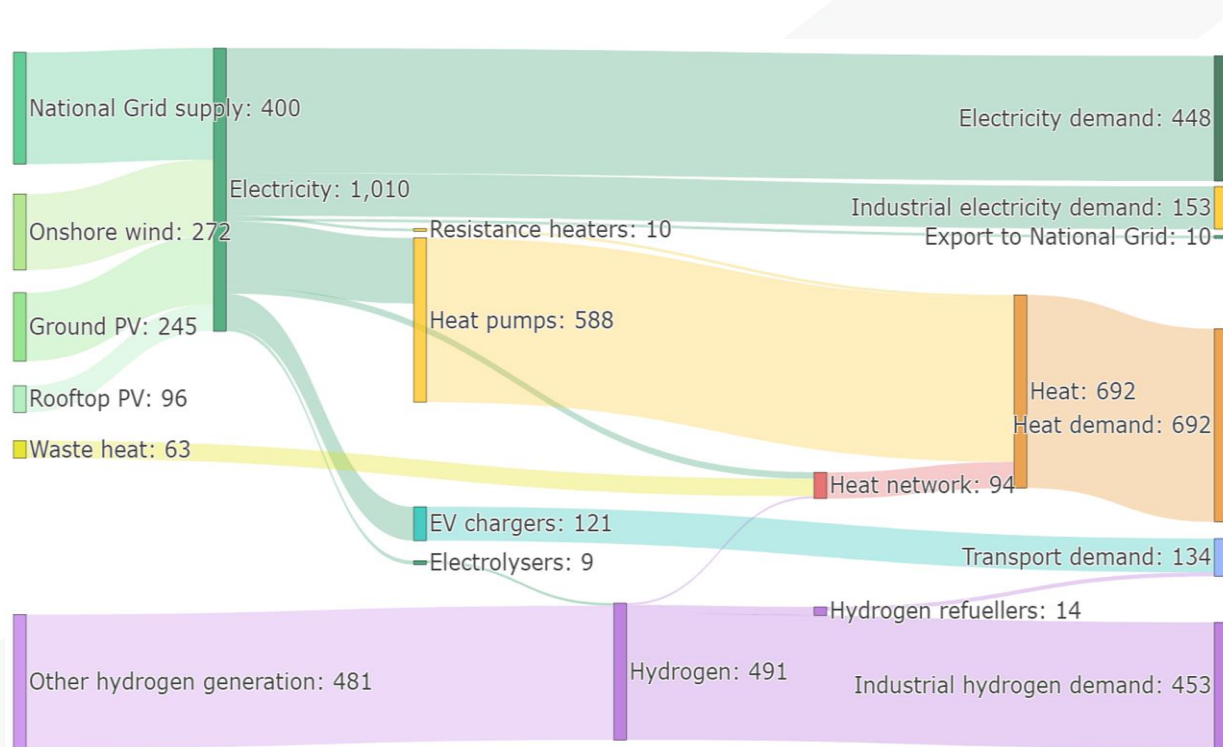 National Grid supply: 400
Electricity demand: 448
Electricity: 1,010
Industrial electricity demand: 153
Onshore wind: 272
Resistance heaters: 10
Export to National Grid: 10
Ground PV: 245
Heat pumps: 588
Rooftop PV: 96
Heat: 692
Heat demand: 692
Waste heat: 63
Heat network: 94
EV chargers: 121
Transport demand: 134
Electrolysers: 9
Hydrogen refuellers: 14
Other hydrogen generation: 481
Hydrogen: 491
Industrial hydrogen demand: 453